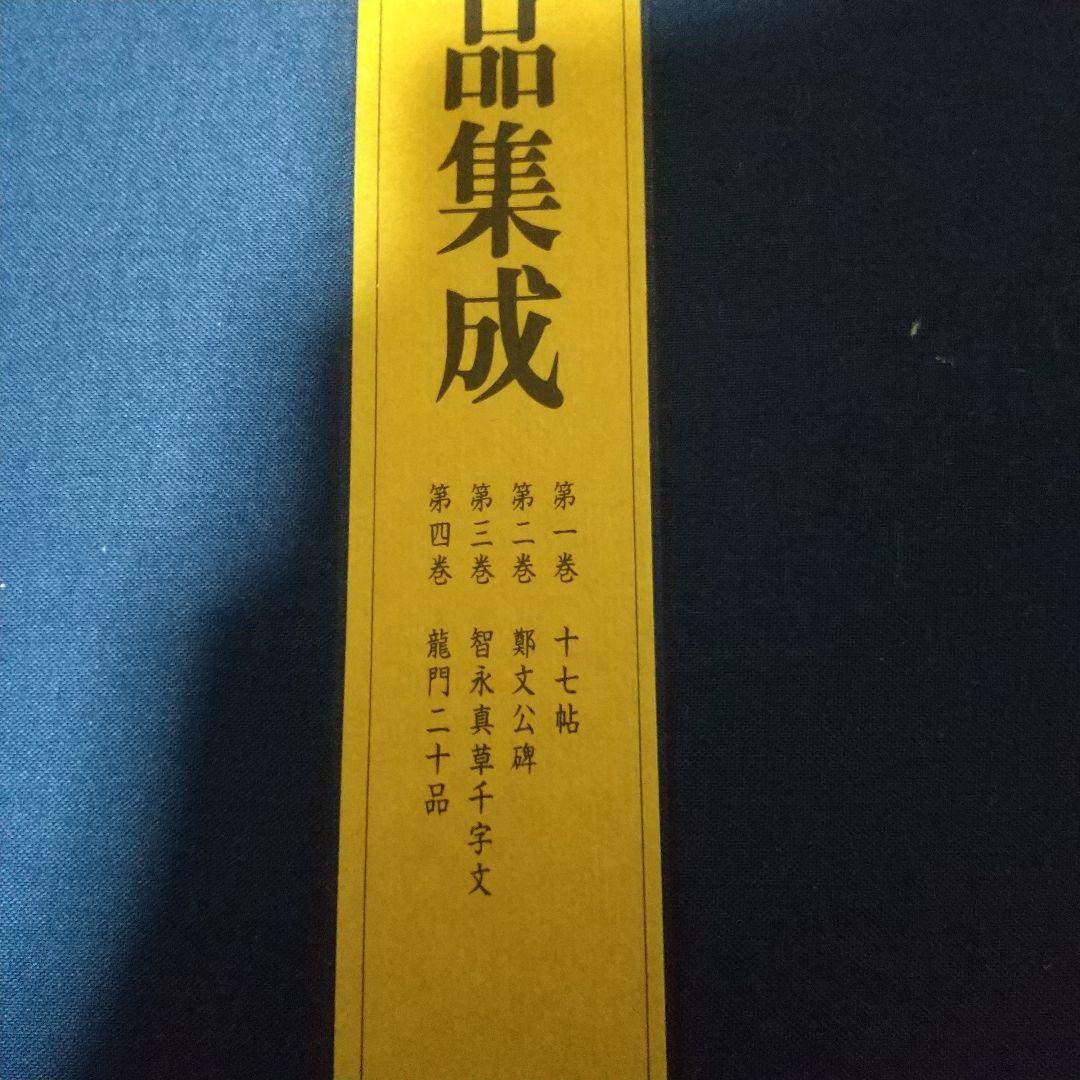 品集成
第一巻 十七帖
第二巻 鄭文公碑
第三巻 智永真草千字文
第四巻 龍門二十品